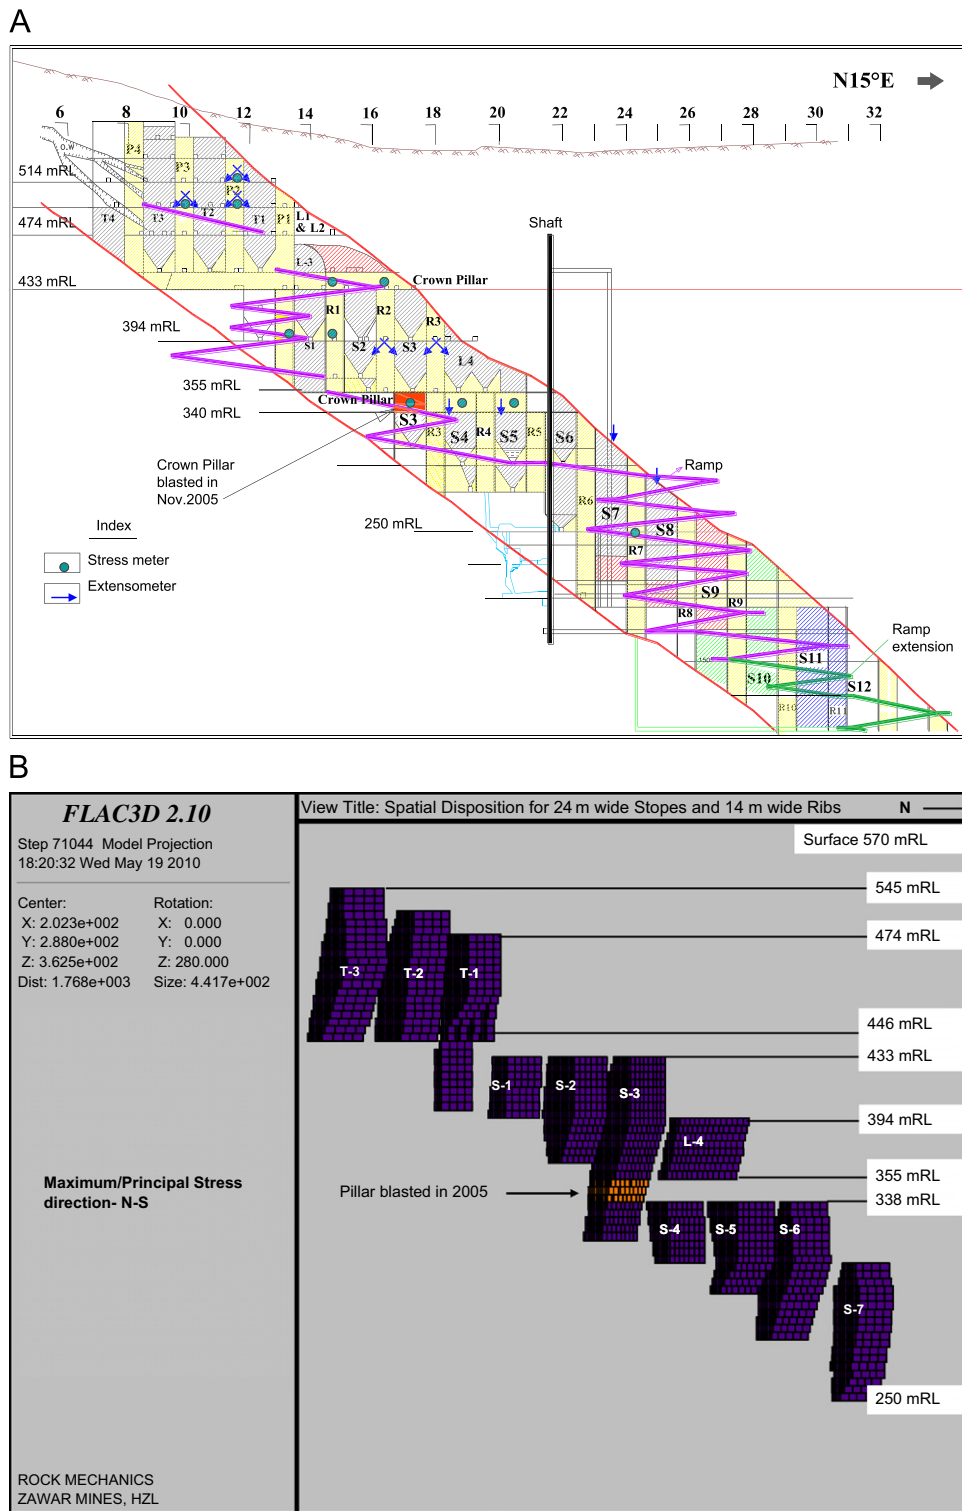 A
N15°E
6 8 10 12 14 16 18 20 22 24 25 26 27 28 30 32
O.W
P4
P3
514 mRL
P2
T4 T3 T2 T1 P1 L1
& L2
474 mRL
Shaft
L-3
433 mRL
Crown Pillar
R1 R2 R3
394 mRL
S1 S2 S3
L4
355 mRL
Crown Pillar
340 mRL
S3 R3 S4 R4 S5 R5 S6
Crown Pillar
blasted in
Nov.2005
Ramp
R6 S7 S8
Index
250 mRL
R7
Stress meter
Extensometer
S9
R9
R8
Ramp
extension
150
S11
S10 S12
R10 R11
B
FLAC3D 2.10
View Title: Spatial Disposition for 24 m wide Stopes and 14 m wide Ribs N
Step 71044 Model Projection
18:20:32 Wed May 19 2010
Surface 570 mRL
545 mRL
Center: Rotation:
X: 2.023e+002 X: 0.000
Y: 2.880e+002 Y: 0.000
Z: 3.625e+002 Z: 280.000
Dist: 1.768e+003 Size: 4.417e+002
474 mRL
T-3 T-2 T-1
446 mRL
433 mRL
S-1 S-2 S-3
394 mRL
L-4
355 mRL
Maximum/Principal Stress
direction- N-S
Pillar blasted in 2005
338 mRL
S-4 S-5 S-6
S-7
250 mRL
ROCK MECHANICS
ZAWAR MINES, HZL